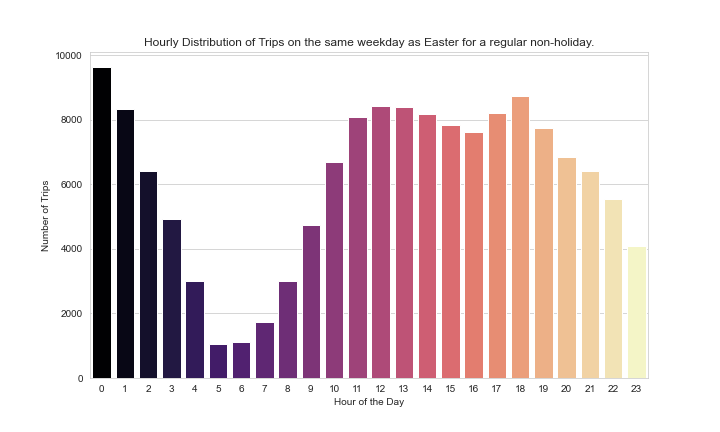 Hourly Distribution of Trips on the same weekday as Easter for a regular non-holiday.
10000
8000
6000
4000
2000
0
Number of Trips
0 1 2 3 4 5 6 7 8 9 10 11 12 13 14 15 16 17 18 19 20 21 22 23
Hour of the Day